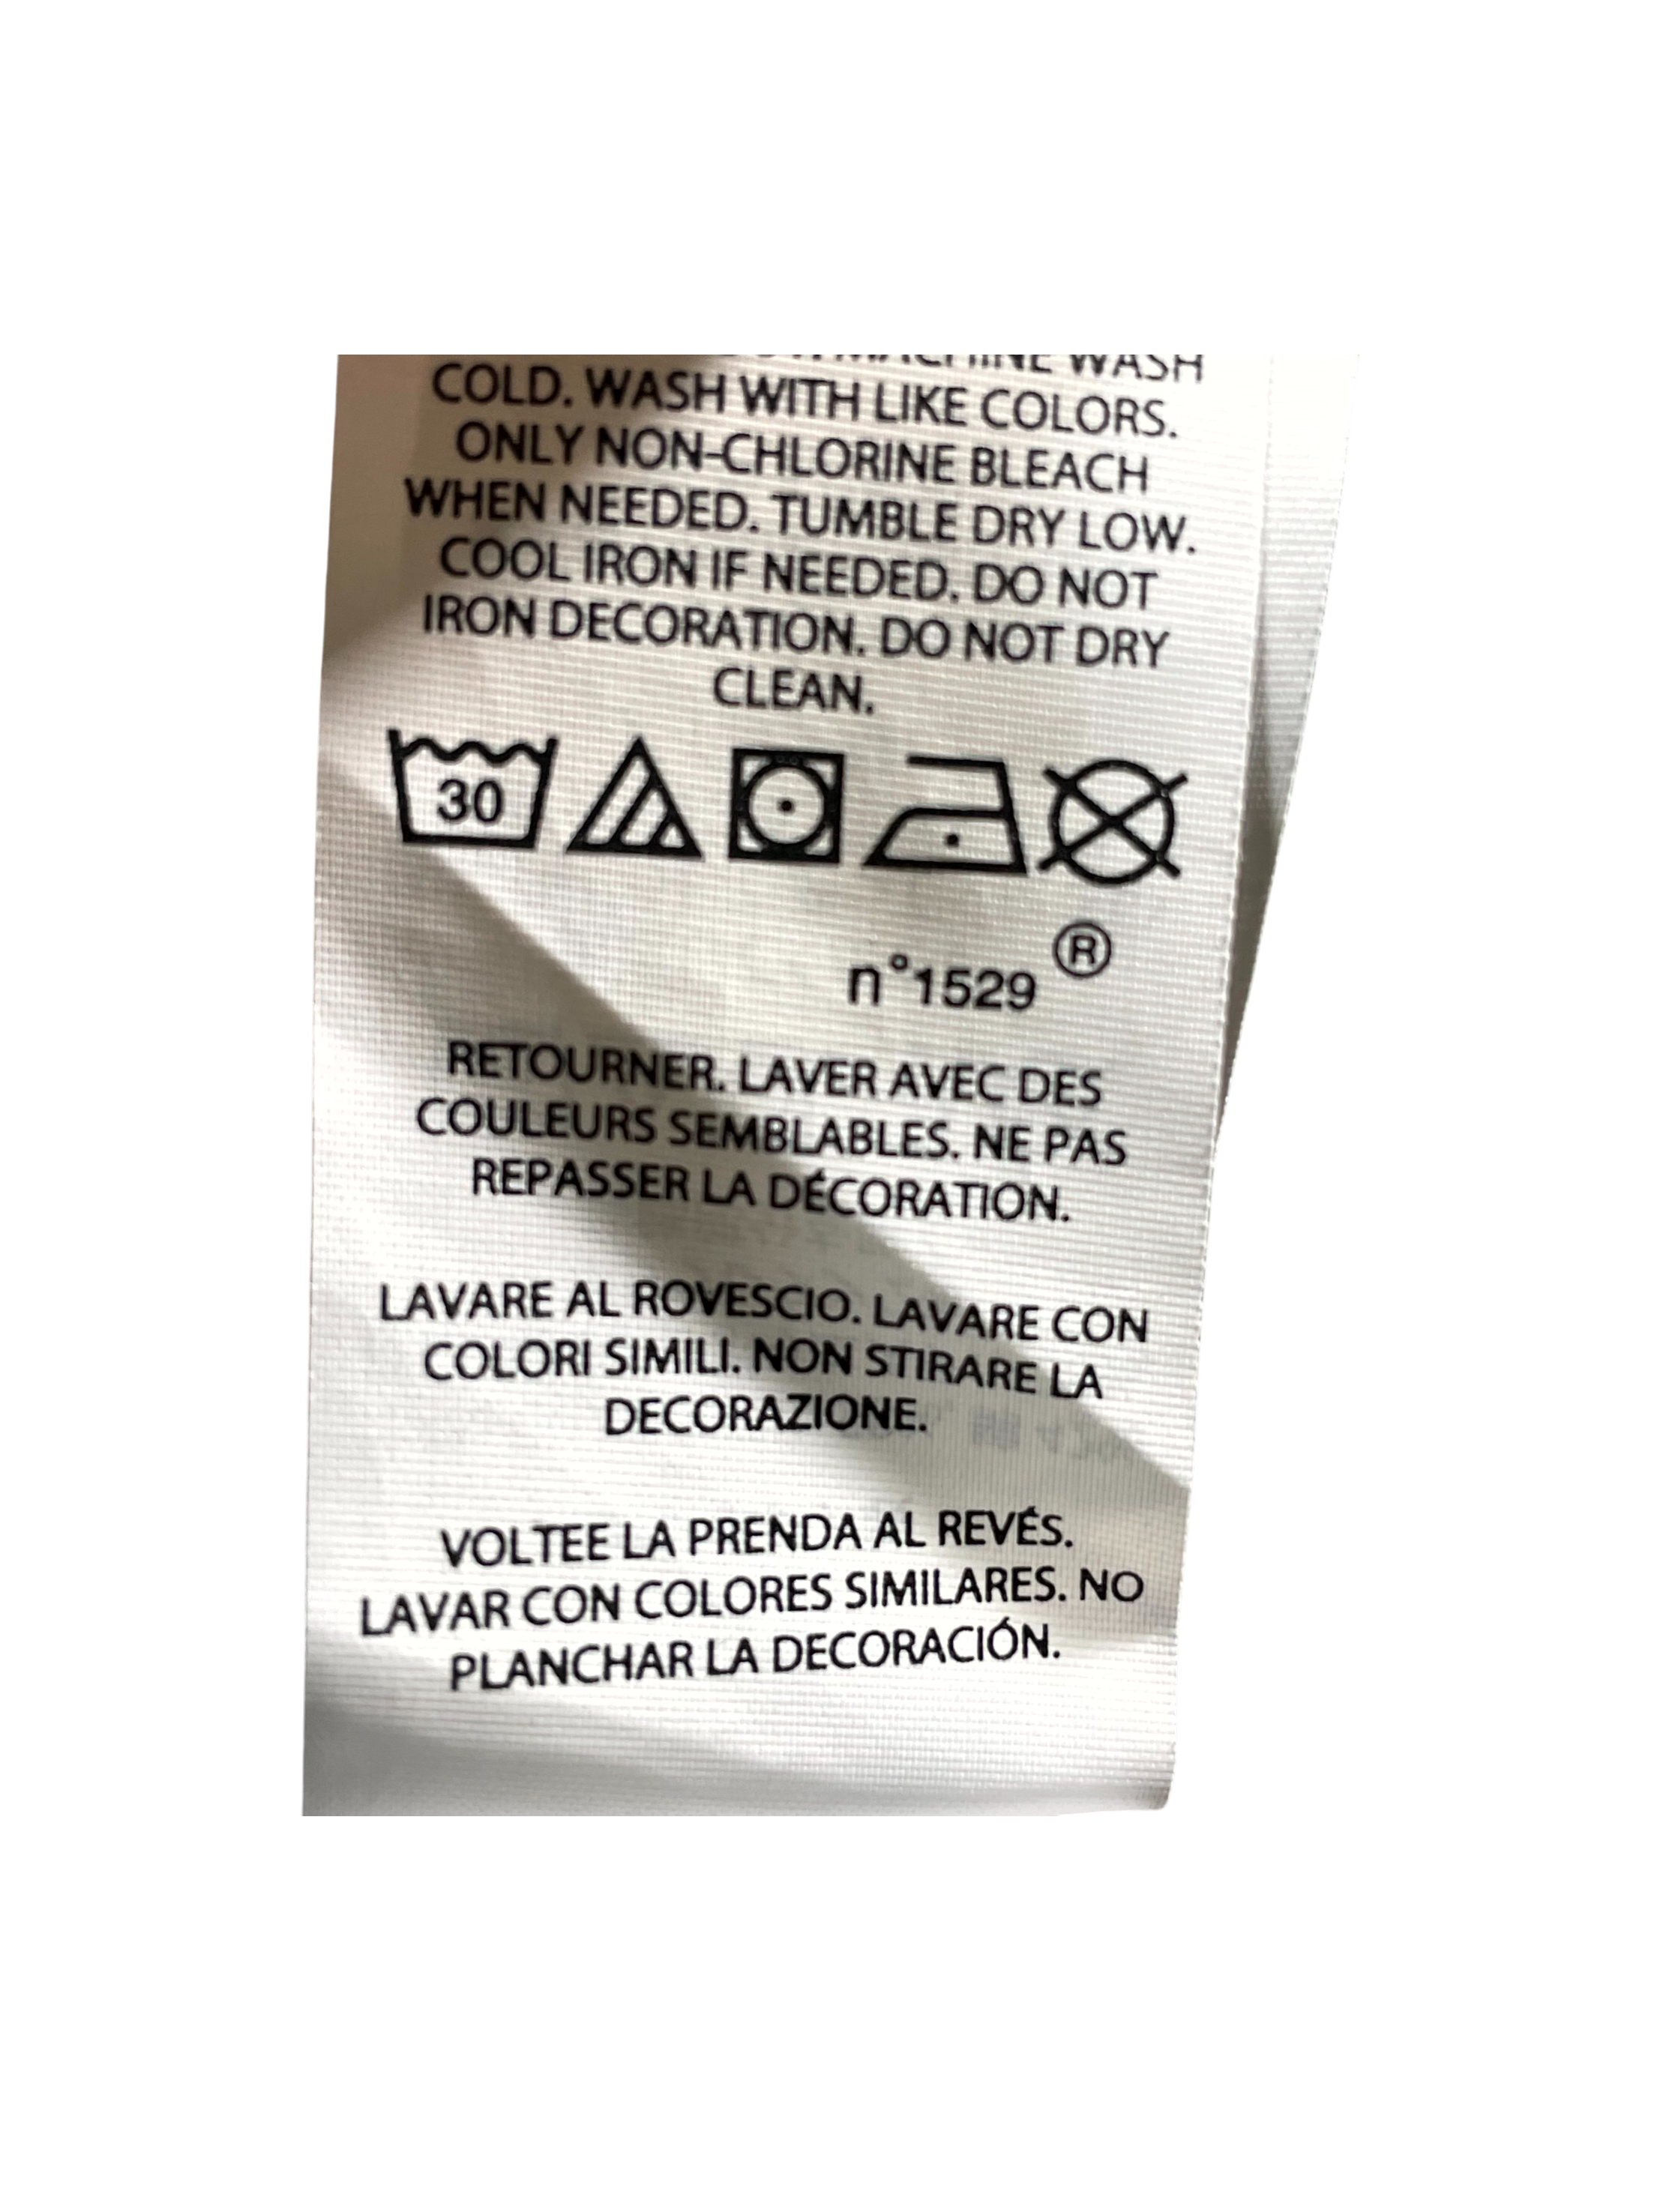 MACHINE WASH
COLD. WASH WITH LIKE COLORS.
ONLY NON-CHLORINE BLEACH
WHEN NEEDED. TUMBLE DRY LOW.
COOL IRON IF NEEDED. DO NOT
IRON DECORATION. DO NOT DRY
CLEAN.
30
n°1529 ®
RETOURNER. LAVER AVEC DES
COULEURS SEMBLABLES. NE PAS
REPASSER LA DÉCORATION.
LAVARE AL ROVESCIO. LAVARE CON
COLORI SIMILI. NON STIRARE LA
DECORAZIONE.
VOLTEE LA PRENDA AL REVÉS.
LAVAR CON COLORES SIMILARES. NO
PLANCHAR LA DECORACIÓN.